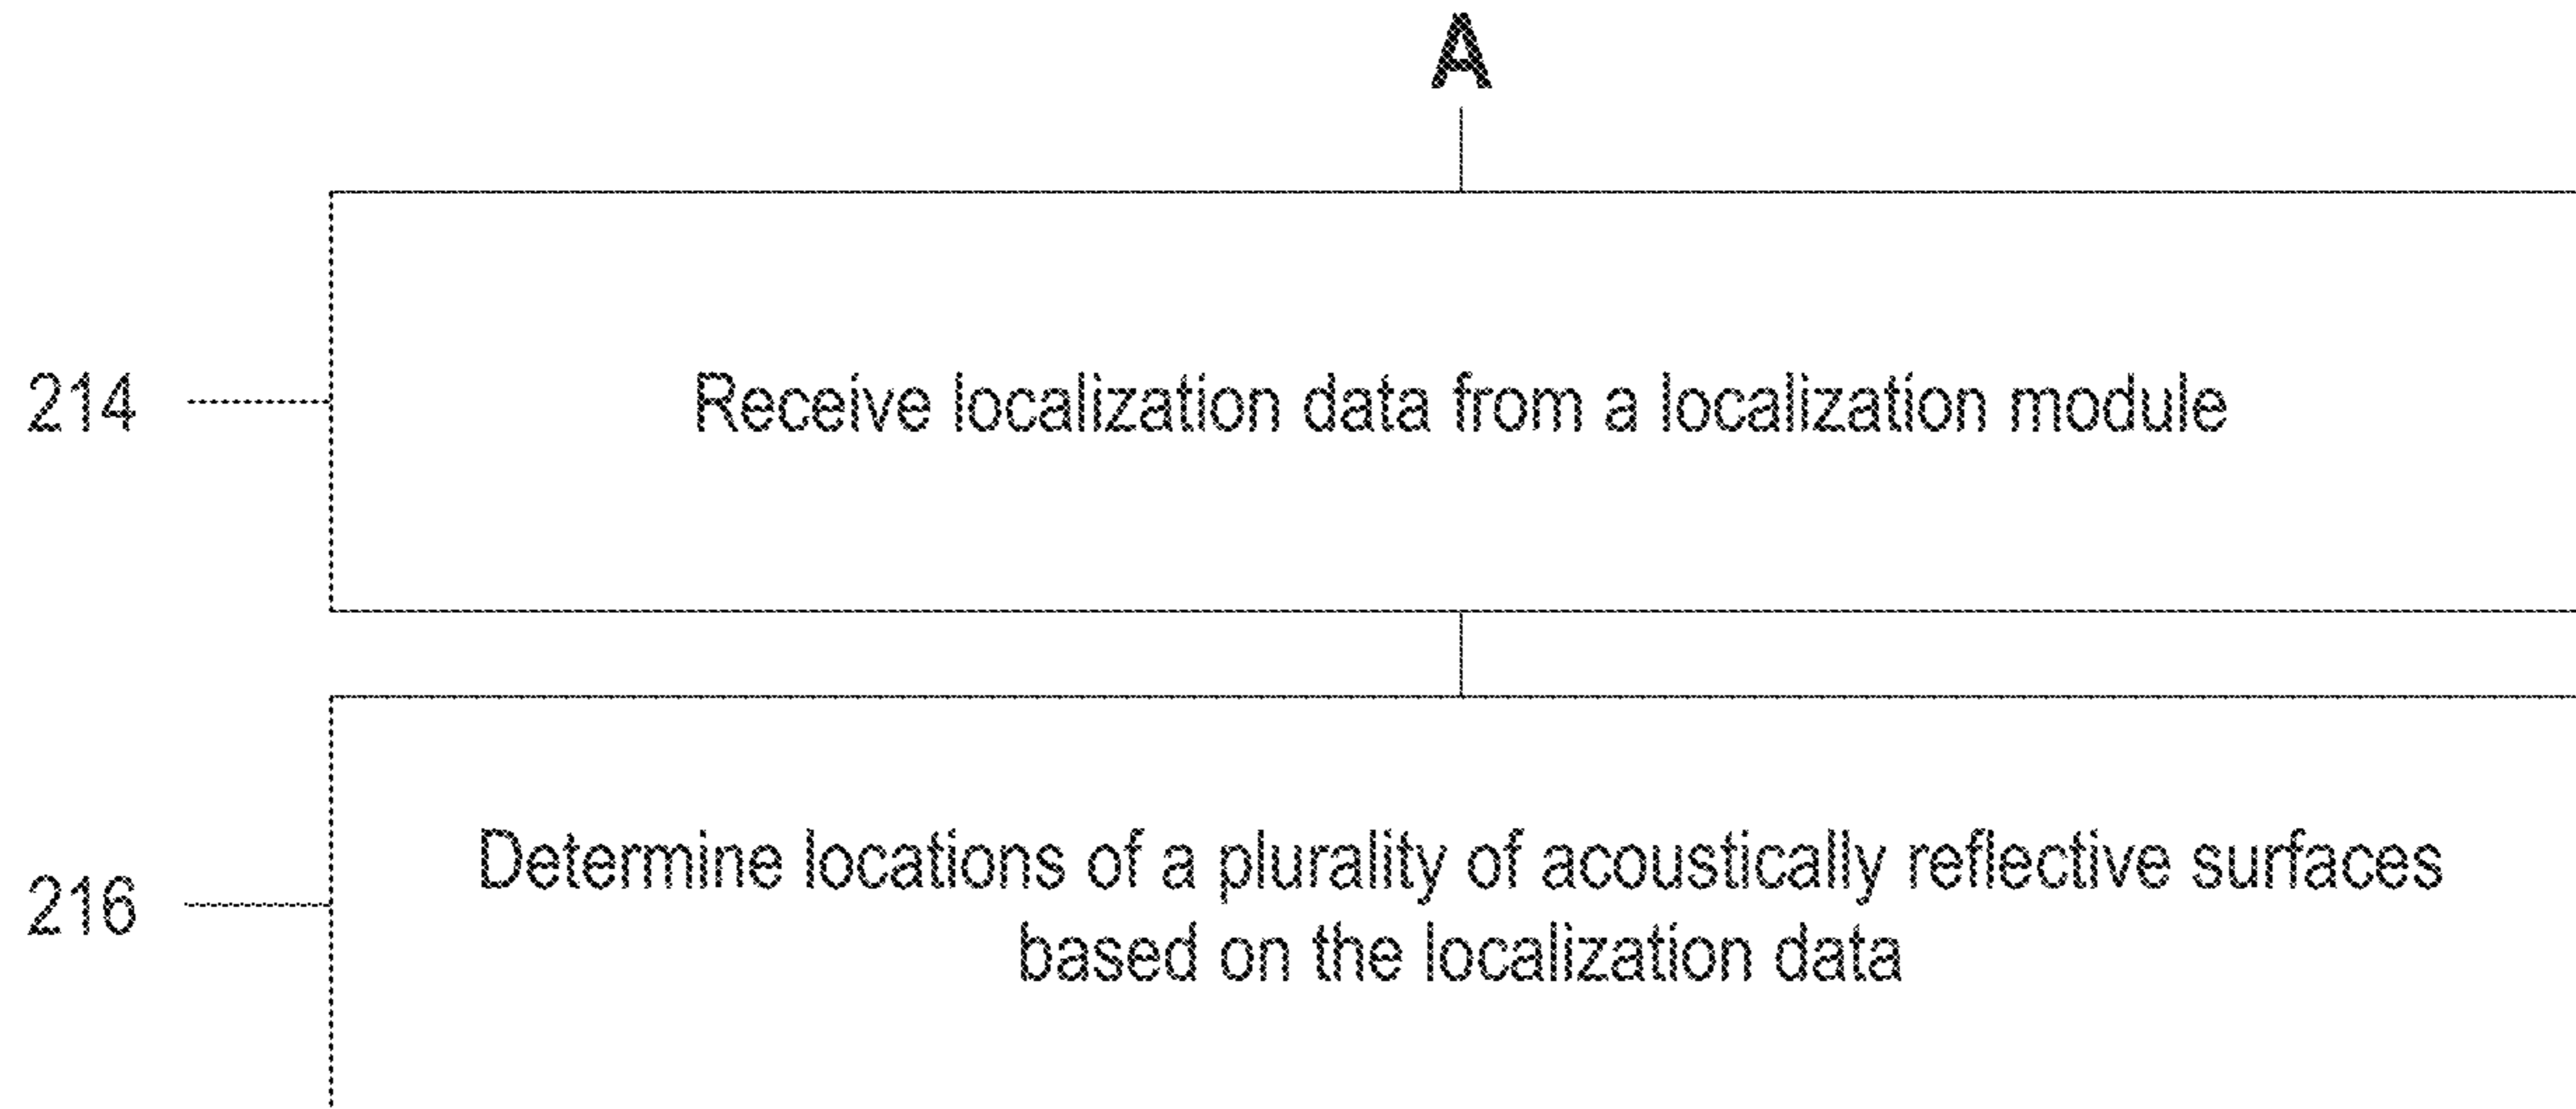 A
214
Receive localization data from a localization module
216
Determine locations of a plurality of acoustically reflective surfaces
based on the localization data